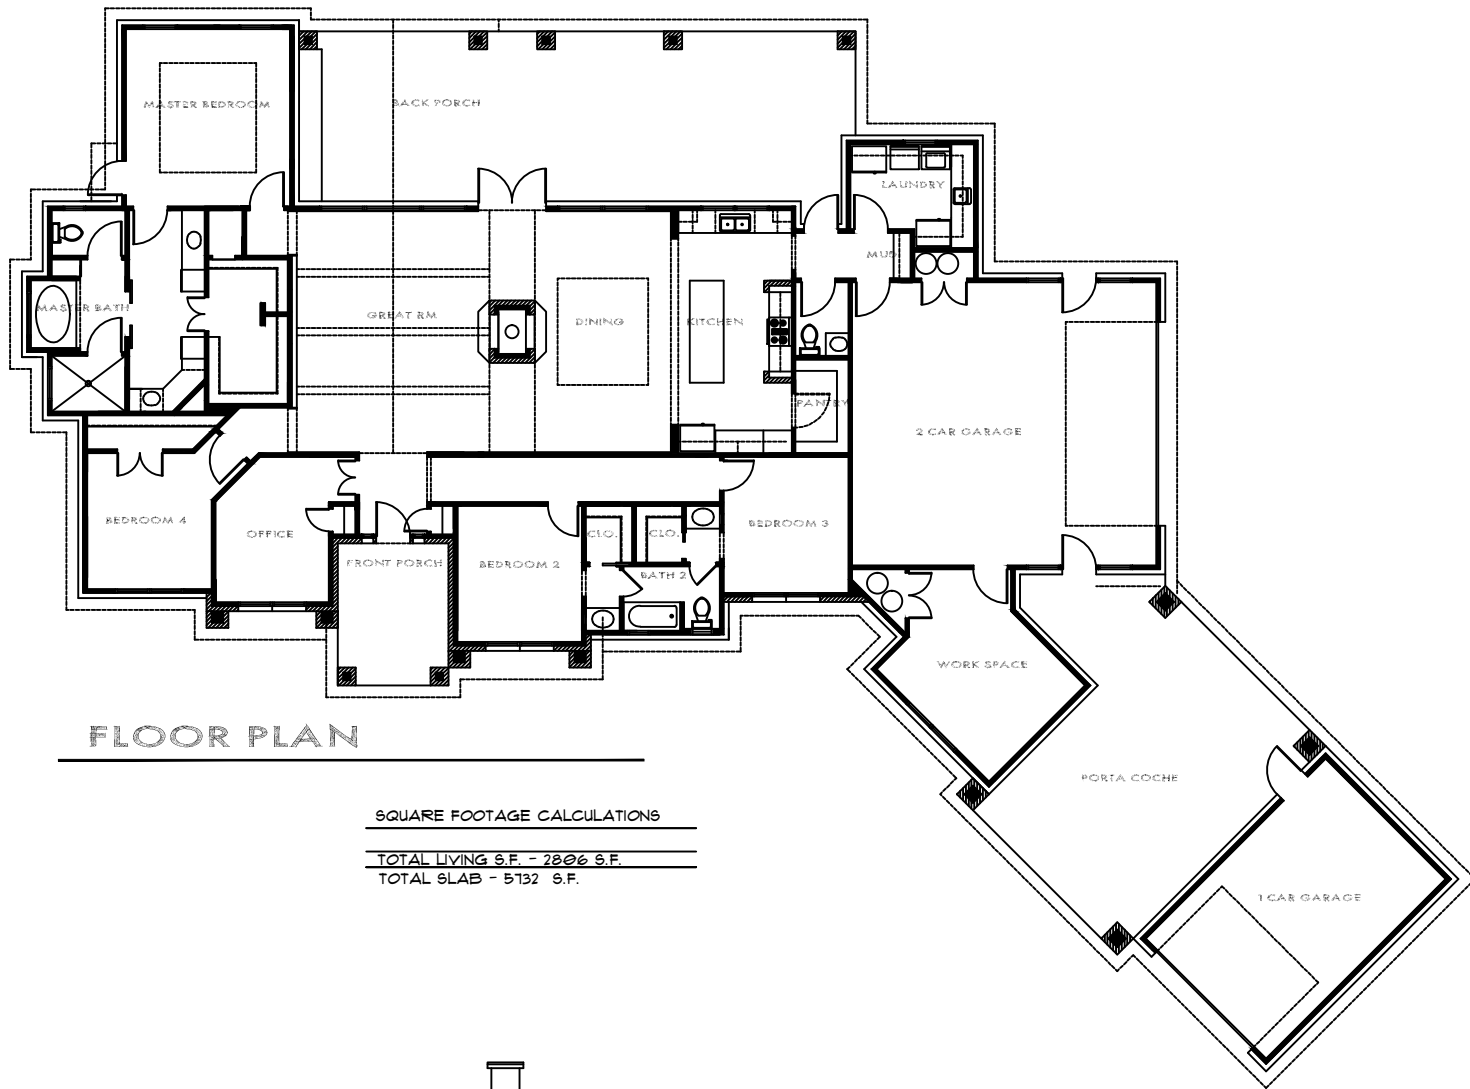 MASTER BEDROOM
BACK PORCH
LAUNDRY
MUD
MASTER BATH
GREAT RM
DINING
KITCHEN
PANTRY
2 CAR GARAGE
BEDROOM 4
OFFICE
FRONT PORCH
BEDROOM 2
CLO.
CLO.
BATH 2
BEDROOM 3
WORK SPACE
PORTA COCHE
1 CAR GARAGE
FLOOR PLAN
SQUARE FOOTAGE CALCULATIONS
TOTAL LIVING S.F. - 2806 S.F.
TOTAL SLAB - 5732 S.F.